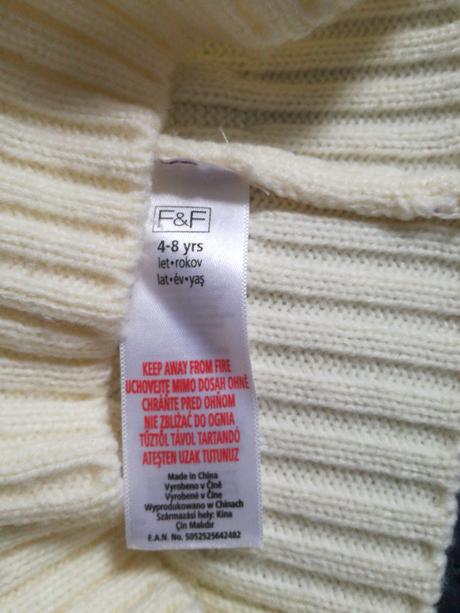 F&F
4-8 yrs
let•rokov
lat•év•yaş
KEEP AWAY FROM FIRE
UCHOVEJTE MIMO DOSAH OHNĚ
CHRÁŇTE PRED OHŇOM
NIE ZBLIŻAĆ DO OGNIA
TŰZTŐL TÁVOL TARTANDÓ
ATEŞTEN UZAK TUTUNUZ
Made in China
Vyrobeno v Číně
Vyrobené v Číne
Wyprodukowano w Chinach
Származási hely: Kína
Çin Malıdır
E.A.N. No. 5052525642482